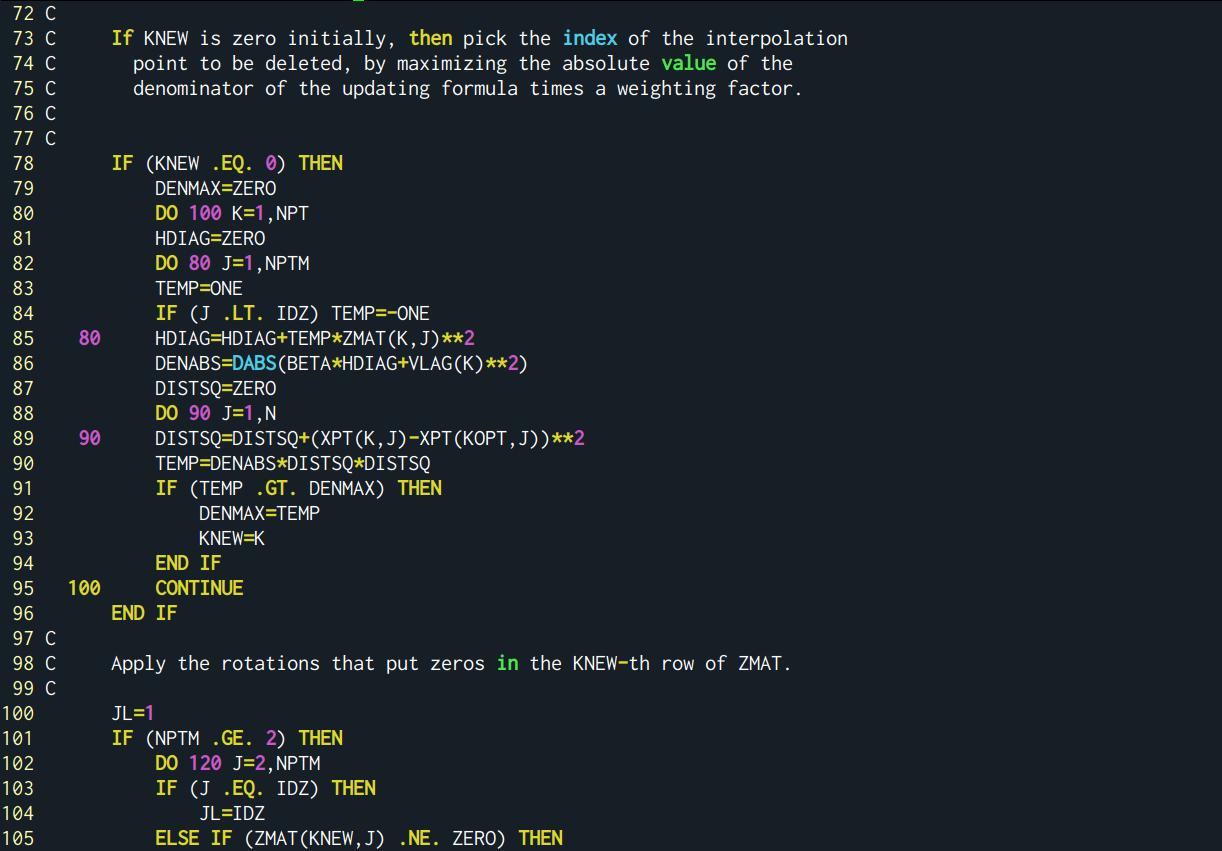 72 C
73 C     If KNEW is zero initially, then pick the index of the interpolation
74 C       point to be deleted, by maximizing the absolute value of the
75 C       denominator of the updating formula times a weighting factor.
76 C
77 C
78       IF (KNEW .EQ. 0) THEN
79           DENMAX=ZERO
80           DO 100 K=1,NPT
81           HDIAG=ZERO
82           DO 80 J=1,NPTM
83           TEMP=ONE
84           IF (J .LT. IDZ) TEMP=-ONE
85    80     HDIAG=HDIAG+TEMP*ZMAT(K,J)**2
86           DENABS=DABS(BETA*HDIAG+VLAG(K)**2)
87           DISTSQ=ZERO
88           DO 90 J=1,N
89    90     DISTSQ=DISTSQ+(XPT(K,J)-XPT(KOPT,J))**2
90           TEMP=DENABS*DISTSQ*DISTSQ
91           IF (TEMP .GT. DENMAX) THEN
92               DENMAX=TEMP
93               KNEW=K
94           END IF
95   100     CONTINUE
96       END IF
97 C
98 C     Apply the rotations that put zeros in the KNEW-th row of ZMAT.
99 C
100       JL=1
101       IF (NPTM .GE. 2) THEN
102           DO 120 J=2,NPTM
103           IF (J .EQ. IDZ) THEN
104               JL=IDZ
105           ELSE IF (ZMAT(KNEW,J) .NE. ZERO) THEN